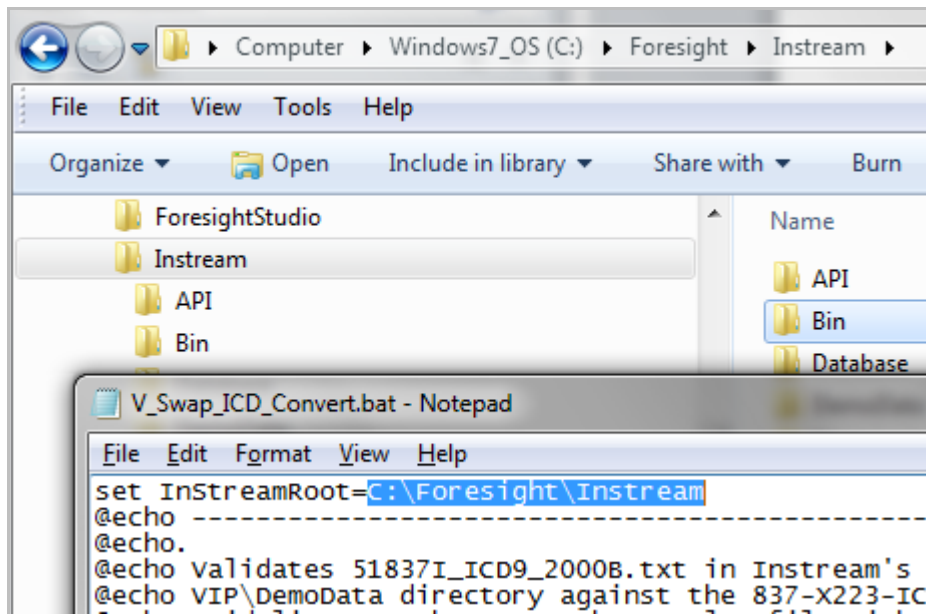 Computer Windows7_OS (C:) Foresight Instream
File Edit View Tools Help
Organize Open Include in library Share with Burn
ForesightStudio
Instream
API
Bin
Name
API
Bin
Database
V_Swap_ICD_Convert.bat - Notepad
File Edit Format View Help
set InStreamRoot=C:\Foresight\Instream
@echo -----------------------------------------------
@echo.
@echo Validates 51837I_ICD9_2000B.txt in Instream's
@echo VIP\DemoData directory against the 837-X223-IC